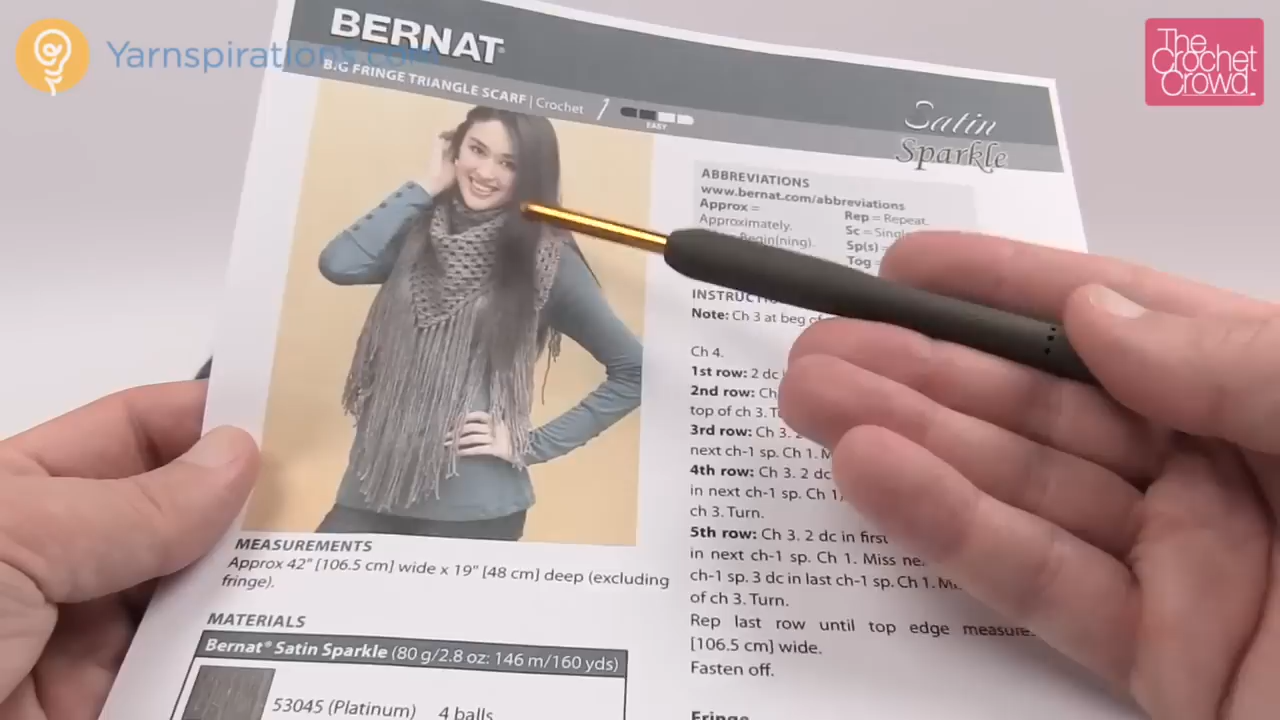 Yarnspirations.com
The
Crochet
Crowd
BERNAT
BIG FRINGE TRIANGLE SCARF | Crochet
EASY
Satin
Sparkle
ABBREVIATIONS
www.bernat.com/abbreviations
Approx =
Approximately.
Begin(ning).
Rep = Repeat.
Sc = Singl
Sp(s) =
Tog =
INSTRUCTI
Note: Ch 3 at beg of
Ch 4.
1st row: 2 dc
2nd row: Ch
top of ch 3. T
3rd row: Ch 3. 2
next ch-1 sp. Ch 1. M
4th row: Ch 3. 2 dc
in next ch-1 sp. Ch 1.
ch 3. Turn.
5th row: Ch 3. 2 dc in first
in next ch-1 sp. Ch 1. Miss ne
ch-1 sp. 3 dc in last ch-1 sp. Ch 1. M
of ch 3. Turn.
Rep last row until top edge measure
[106.5 cm] wide.
Fasten off.
Fringe
MEASUREMENTS
Approx 42" [106.5 cm] wide x 19" [48 cm] deep (excluding
fringe).
MATERIALS
Bernat® Satin Sparkle (80 g/2.8 oz: 146 m/160 yds)
53045 (Platinum) 4 balls